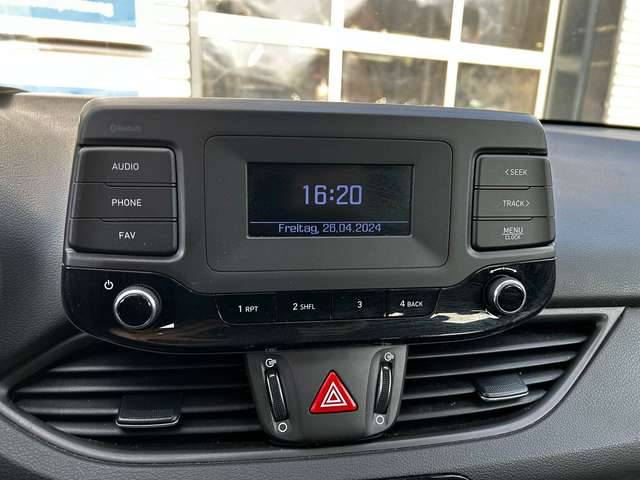 Bluetooth
AUDIO
PHONE
FAV
16:20
Freitag, 26.04.2024
< SEEK
TRACK >
MENU
CLOCK
1 RPT
2 SHFL
3
4 BACK